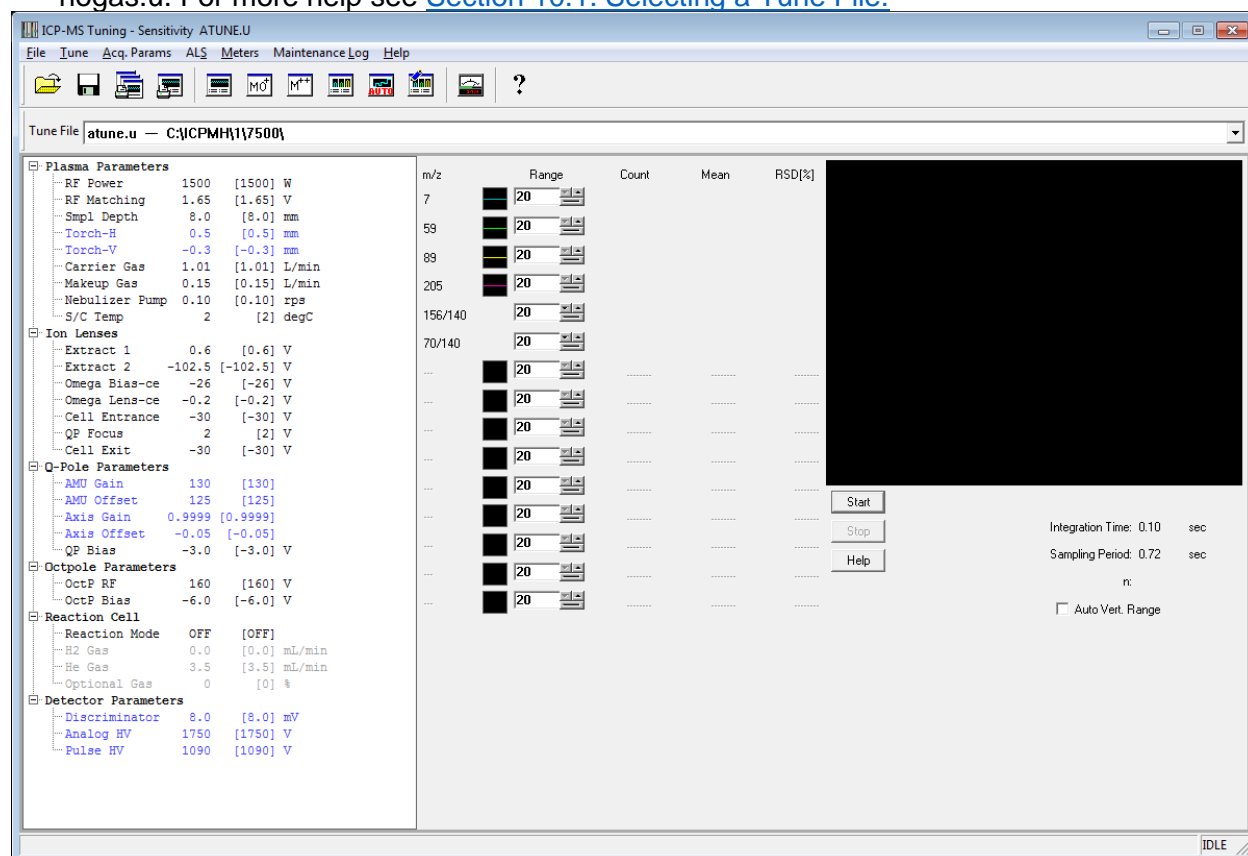 nogas.u. For more help see Section 10.1. Selecting a Tune File.
ICP-MS Tuning - Sensitivity ATUNE.U
File Tune Acq. Params ALS Meters Maintenance Log Help
MO+ M++ AUTO ?
Tune File atune.u — C:\ICPMH\1\7500\
Plasma Parameters
RF Power 1500 [1500] W
RF Matching 1.65 [1.65] V
Smpl Depth 8.0 [8.0] mm
Torch-H 0.5 [0.5] mm
Torch-V -0.3 [-0.3] mm
Carrier Gas 1.01 [1.01] L/min
Makeup Gas 0.15 [0.15] L/min
Nebulizer Pump 0.10 [0.10] rps
S/C Temp 2 [2] degC
Ion Lenses
Extract 1 0.6 [0.6] V
Extract 2 -102.5 [-102.5] V
Omega Bias-ce -26 [-26] V
Omega Lens-ce -0.2 [-0.2] V
Cell Entrance -30 [-30] V
QP Focus 2 [2] V
Cell Exit -30 [-30] V
Q-Pole Parameters
AMU Gain 130 [130]
AMU Offset 125 [125]
Axis Gain 0.9999 [0.9999]
Axis Offset -0.05 [-0.05]
QP Bias -3.0 [-3.0] V
Octpole Parameters
OctP RF 160 [160] V
OctP Bias -6.0 [-6.0] V
Reaction Cell
Reaction Mode OFF [OFF]
H2 Gas 0.0 [0.0] mL/min
He Gas 3.5 [3.5] mL/min
Optional Gas 0 [0] %
Detector Parameters
Discriminator 8.0 [8.0] mV
Analog HV 1750 [1750] V
Pulse HV 1090 [1090] V
m/z Range Count Mean RSD[%]
7 20
59 20
89 20
205 20
156/140 20
70/140 20
--- 20 ........ ........ ........
--- 20 ........ ........ ........
--- 20 ........ ........ ........
--- 20 ........ ........ ........
--- 20 ........ ........ ........
--- 20 ........ ........ ........
--- 20 ........ ........ ........
--- 20 ........ ........ ........
--- 20 ........ ........ ........
Start
Stop
Help
Integration Time: 0.10 sec
Sampling Period: 0.72 sec
n:
Auto Vert. Range
IDLE